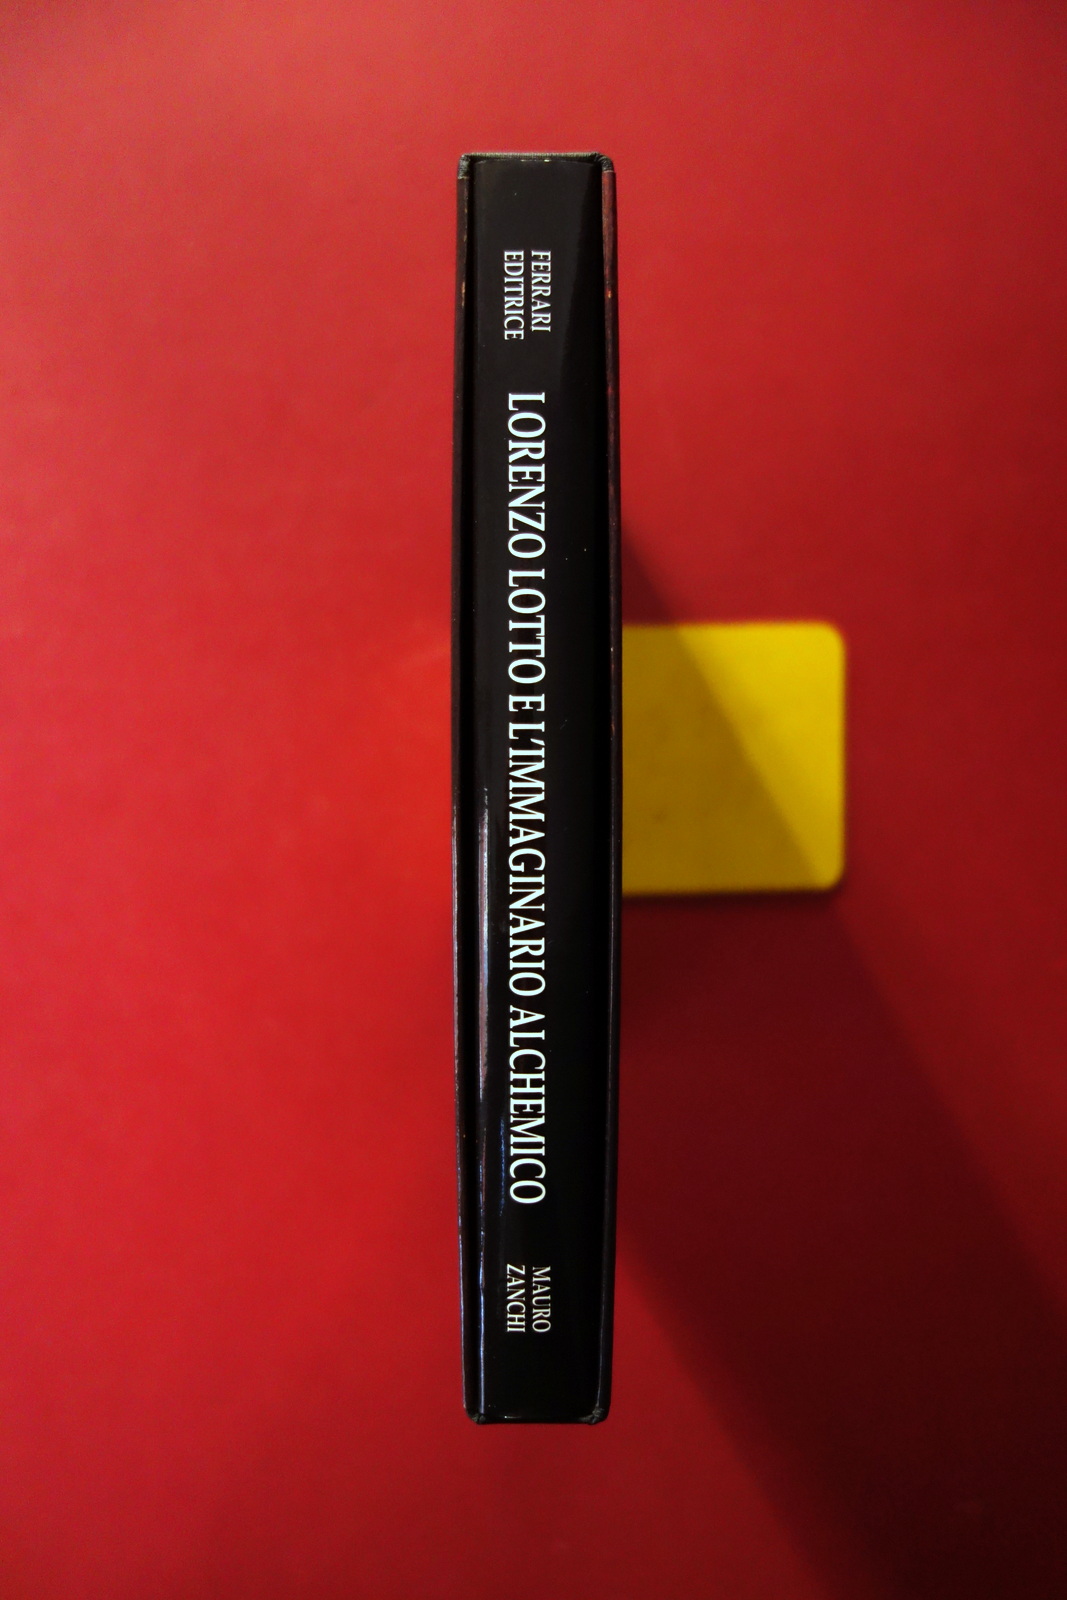 FERRARI
EDITRICE
LORENZO LOTTO E L'IMMAGINARIO ALCHEMICO
MAURO
ZANCHI